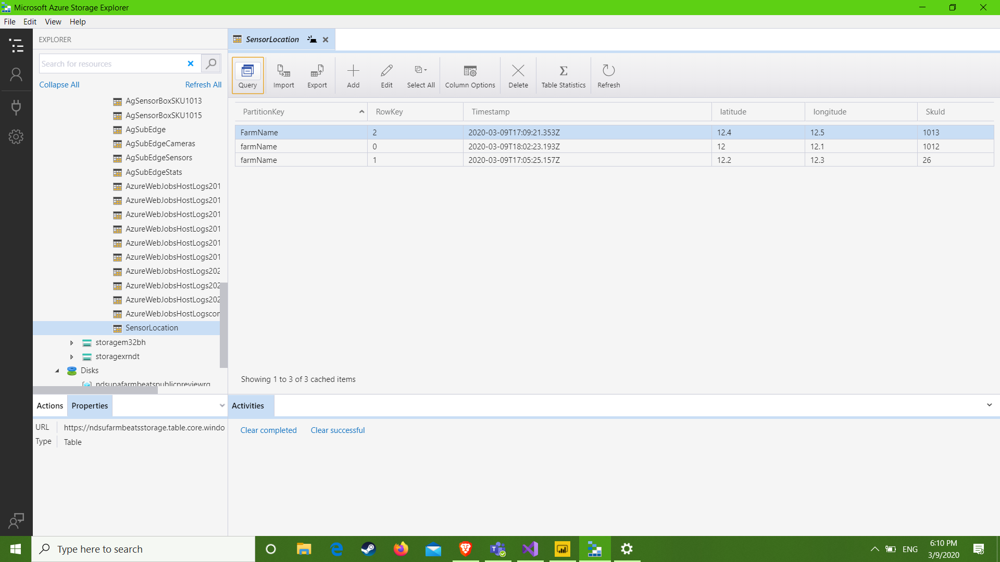 Microsoft Azure Storage Explorer
File Edit View Help
EXPLORER
Search for resources
Collapse All Refresh All
AgSensorBoxSKU1013
AgSensorBoxSKU1015
AgSubEdge
AgSubEdgeCameras
AgSubEdgeSensors
AgSubEdgeStats
AzureWebJobsHostLogs201
AzureWebJobsHostLogs201
AzureWebJobsHostLogs201
AzureWebJobsHostLogs201
AzureWebJobsHostLogs201
AzureWebJobsHostLogs201
AzureWebJobsHostLogs202
AzureWebJobsHostLogs202
AzureWebJobsHostLogs202
AzureWebJobsHostLogscor
SensorLocation
storagem32bh
storagexrndt
Disks
ndsupafarmbeatspublicpreviewrg
Actions Properties
URL https://ndsufarmbeatsstorage.table.core.windo
Type Table
SensorLocation
Query Import Export Add Edit Select All Column Options Delete Table Statistics Refresh
PartitionKey RowKey Timestamp latitude longitude SkuId
FarmName 2 2020-03-09T17:09:21.353Z 12.4 12.5 1013
farmName 0 2020-03-09T18:02:23.193Z 12 12.1 1012
farmName 1 2020-03-09T17:05:25.157Z 12.2 12.3 26
Showing 1 to 3 of 3 cached items
Activities
Clear completed Clear successful
Type here to search
ENG
6:10 PM
3/9/2020